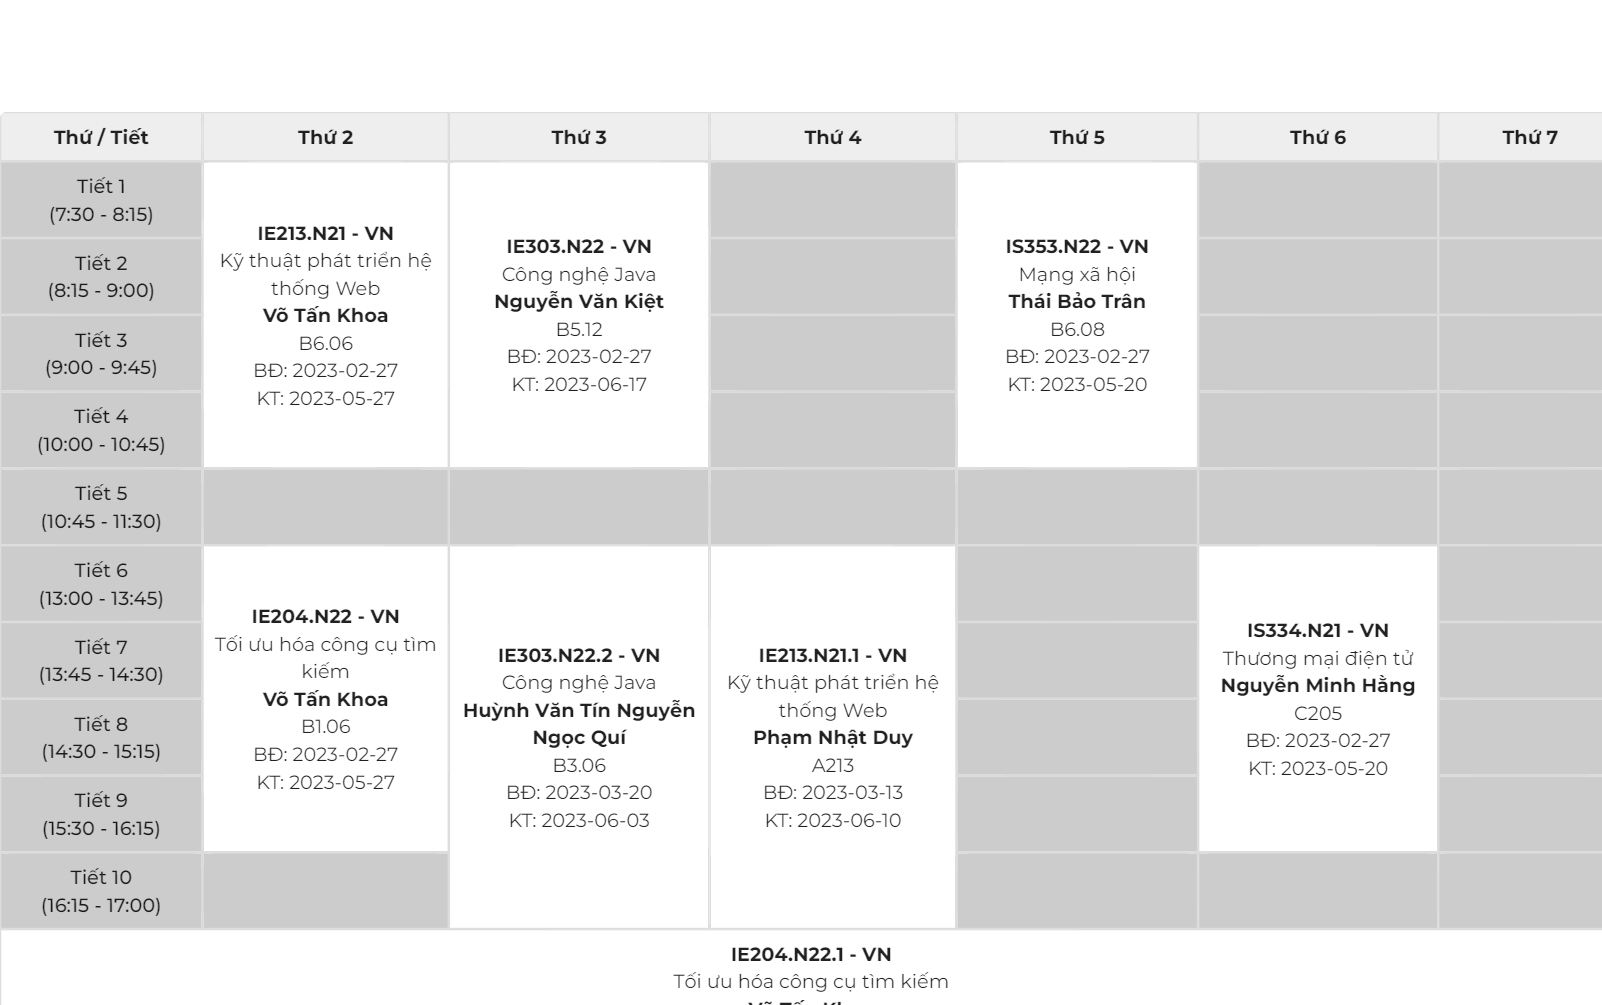 Thứ / Tiết
Thứ 2
Thứ 3
Thứ 4
Thứ 5
Thứ 6
Thứ 7
Tiết 1
(7:30 - 8:15)
Tiết 2
(8:15 - 9:00)
Tiết 3
(9:00 - 9:45)
Tiết 4
(10:00 - 10:45)
IE213.N21 - VN
Kỹ thuật phát triển hệ
thống Web
Võ Tấn Khoa
B6.06
BĐ: 2023-02-27
KT: 2023-05-27
IE303.N22 - VN
Công nghệ Java
Nguyễn Văn Kiệt
B5.12
BĐ: 2023-02-27
KT: 2023-06-17
IS353.N22 - VN
Mạng xã hội
Thái Bảo Trân
B6.08
BĐ: 2023-02-27
KT: 2023-05-20
Tiết 5
(10:45 - 11:30)
Tiết 6
(13:00 - 13:45)
Tiết 7
(13:45 - 14:30)
Tiết 8
(14:30 - 15:15)
Tiết 9
(15:30 - 16:15)
Tiết 10
(16:15 - 17:00)
IE204.N22 - VN
Tối ưu hóa công cụ tìm
kiếm
Võ Tấn Khoa
B1.06
BĐ: 2023-02-27
KT: 2023-05-27
IE303.N22.2 - VN
Công nghệ Java
Huỳnh Văn Tín Nguyễn
Ngọc Quí
B3.06
BĐ: 2023-03-20
KT: 2023-06-03
IE213.N21.1 - VN
Kỹ thuật phát triển hệ
thống Web
Phạm Nhật Duy
A213
BĐ: 2023-03-13
KT: 2023-06-10
IS334.N21 - VN
Thương mại điện tử
Nguyễn Minh Hằng
C205
BĐ: 2023-02-27
KT: 2023-05-20
IE204.N22.1 - VN
Tối ưu hóa công cụ tìm kiếm